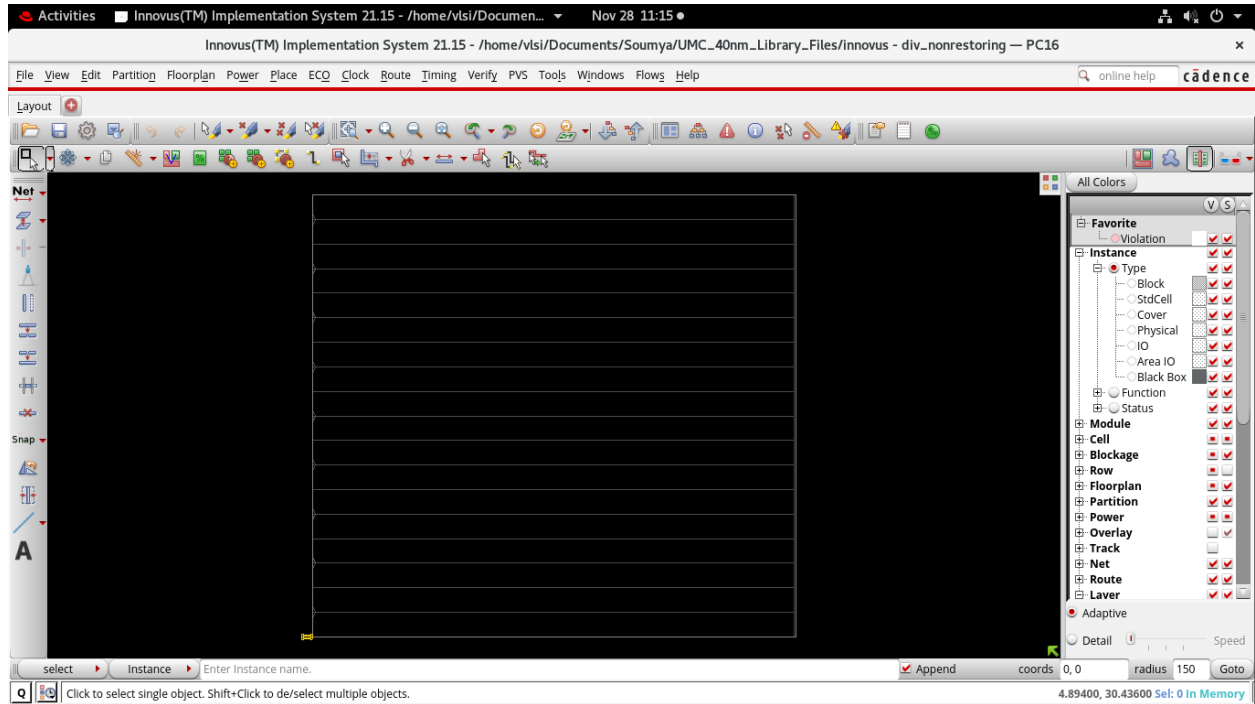 Activities Innovus(TM) Implementation System 21.15 - /home/vlsi/Documen... Nov 28 11:15
Innovus(TM) Implementation System 21.15 - /home/vlsi/Documents/Soumya/UMC_40nm_Library_Files/innovus - div_nonrestoring — PC16 ×
File View Edit Partition Floorplan Power Place ECO Clock Route Timing Verify PVS Tools Windows Flows Help online help cādence
Layout
Net
All Colors
V S
Favorite
Violation
Instance
Type
Block
StdCell
Cover
Physical
IO
Area IO
Black Box
Function
Status
Snap
Module
Cell
Blockage
Row
Floorplan
Partition
Power
A
Overlay
Track
Net
Route
Layer
Adaptive
Detail Speed
select Instance Enter Instance name. Append coords 0,0 radius 150 Goto
Q Click to select single object. Shift+Click to de/select multiple objects. 4.89400, 30.43600 Sel: 0 In Memory